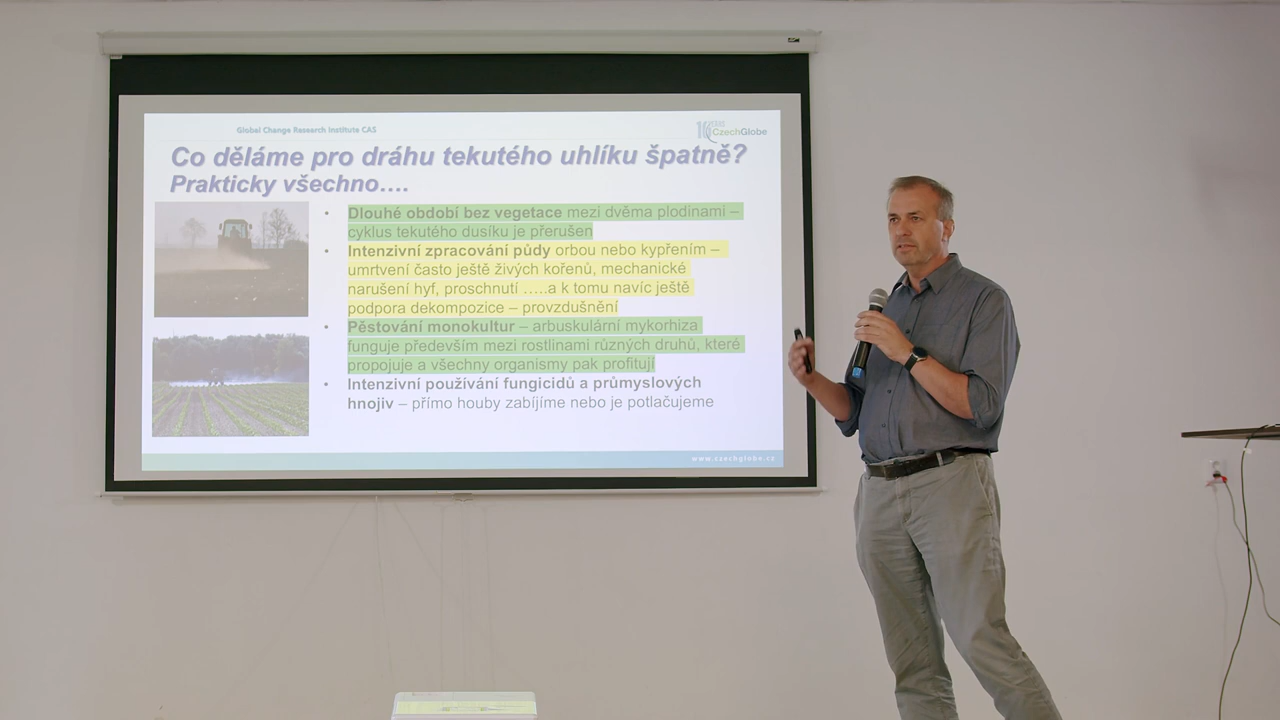 Global Change Research Institute CAS
CzechGlobe
Co děláme pro dráhu tekutého uhlíku špatně?
Prakticky všechno….
• Dlouhé období bez vegetace mezi dvěma plodinami –
cyklus tekutého dusíku je přerušen
• Intenzivní zpracování půdy orbou nebo kypřením –
umrtvení často ještě živých kořenů, mechanické
narušení hyf, proschnutí …..a k tomu navíc ještě
podpora dekompozice – provzdušnění
• Pěstování monokultur – arbuskulární mykorhiza
funguje především mezi rostlinami různých druhů, které
propojuje a všechny organismy pak profitují
• Intenzivní používání fungicidů a průmyslových
hnojiv – přímo houby zabíjíme nebo je potlačujeme
www.czechglobe.cz